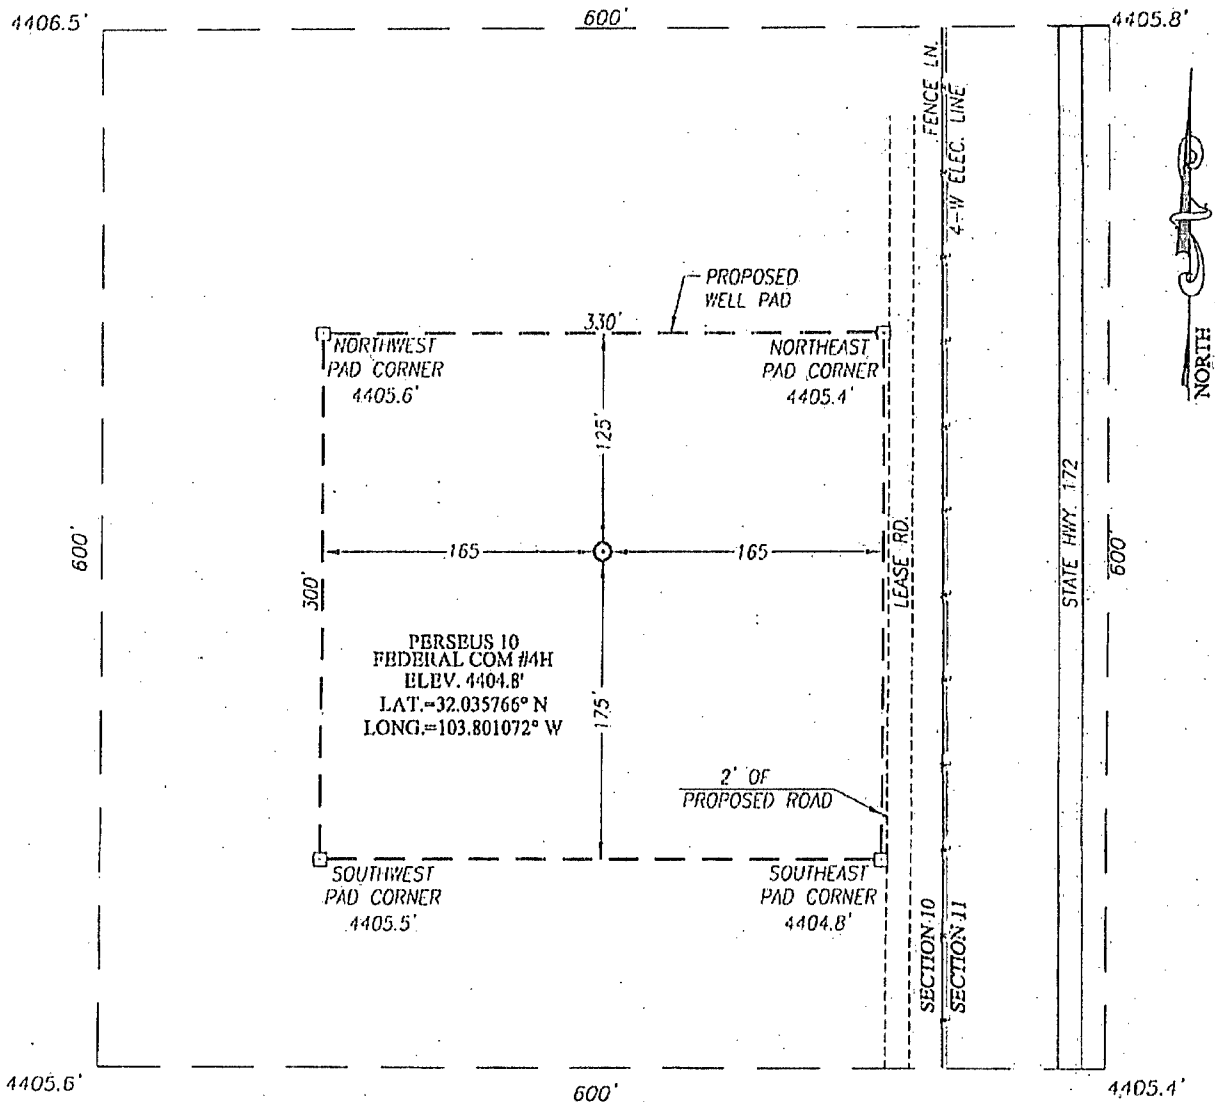 4406.5'
600'
4405.8'
FENCE LN.
4-W ELEC. LINE
NORTH
PROPOSED
WELL PAD
330'
NORTHWEST
PAD CORNER
4405.6'
NORTHEAST
PAD CORNER
4405.4'
125'
600'
300'
165
165
LEASE RD.
STATE HWY. 172
600'
PERSEUS 10
FEDERAL COM #4H
ELEV. 4404.8'
LAT.=32.035766° N
LONG.=103.801072° W
175'
2' OF
PROPOSED ROAD
SOUTHWEST
PAD CORNER
4405.5'
SOUTHEAST
PAD CORNER
4404.8'
SECTION 10
SECTION 11
4405.6'
600'
4405.4'